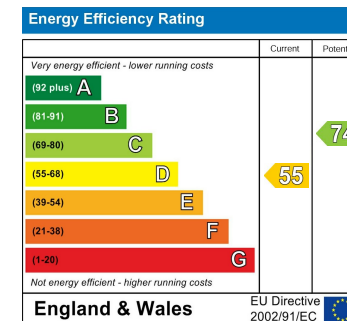 Energy Efficiency Rating
Current
Very energy efficient - lower running costs
(92 plus) A
(81-91) B
(69-80) C
74
(55-68) D
55
(39-54) E
(21-38) F
(1-20) G
Not energy efficient - higher running costs
England & Wales
EU Directive
2002/91/EC